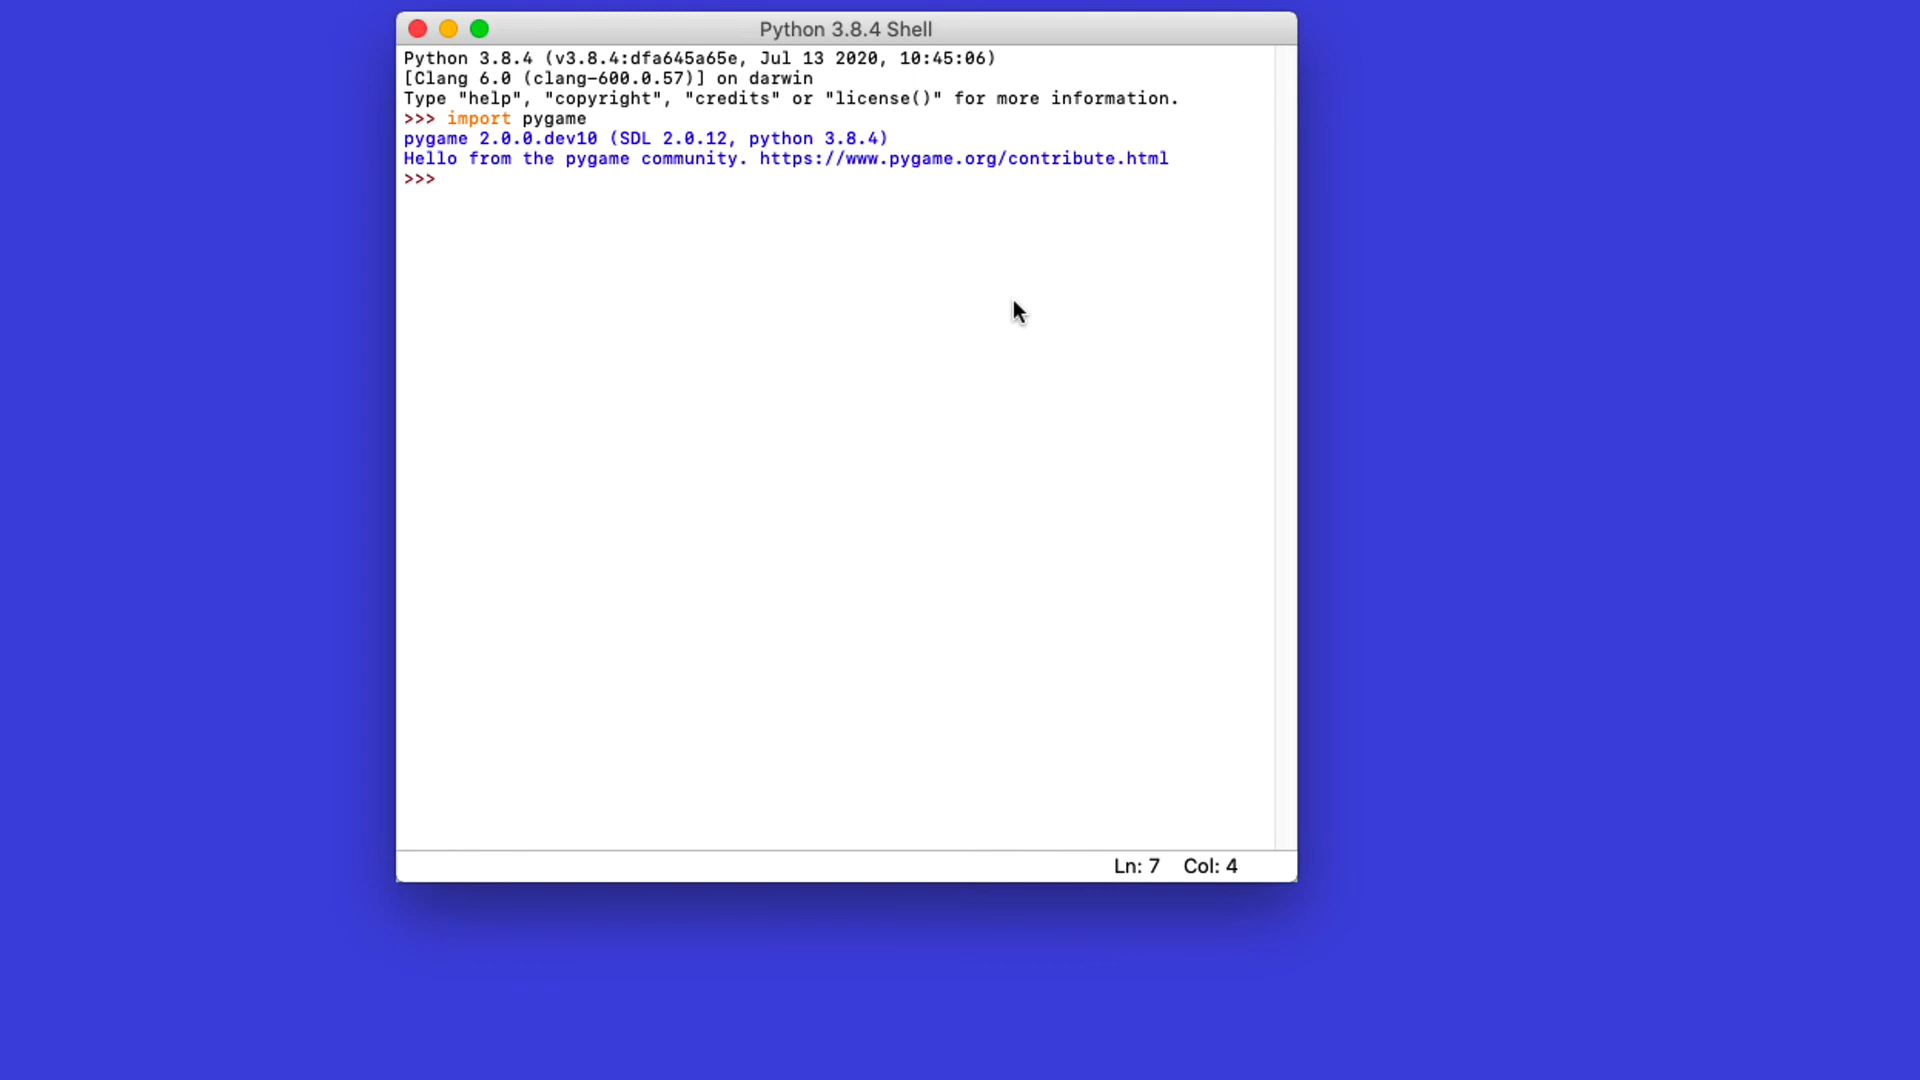 Python 3.8.4 Shell
Python 3.8.4 (v3.8.4:dfa645a65e, Jul 13 2020, 10:45:06)
[Clang 6.0 (clang-600.0.57)] on darwin
Type "help", "copyright", "credits" or "license()" for more information.
>>> import pygame
pygame 2.0.0.dev10 (SDL 2.0.12, python 3.8.4)
Hello from the pygame community. https://www.pygame.org/contribute.html
>>>
Ln: 7 Col: 4